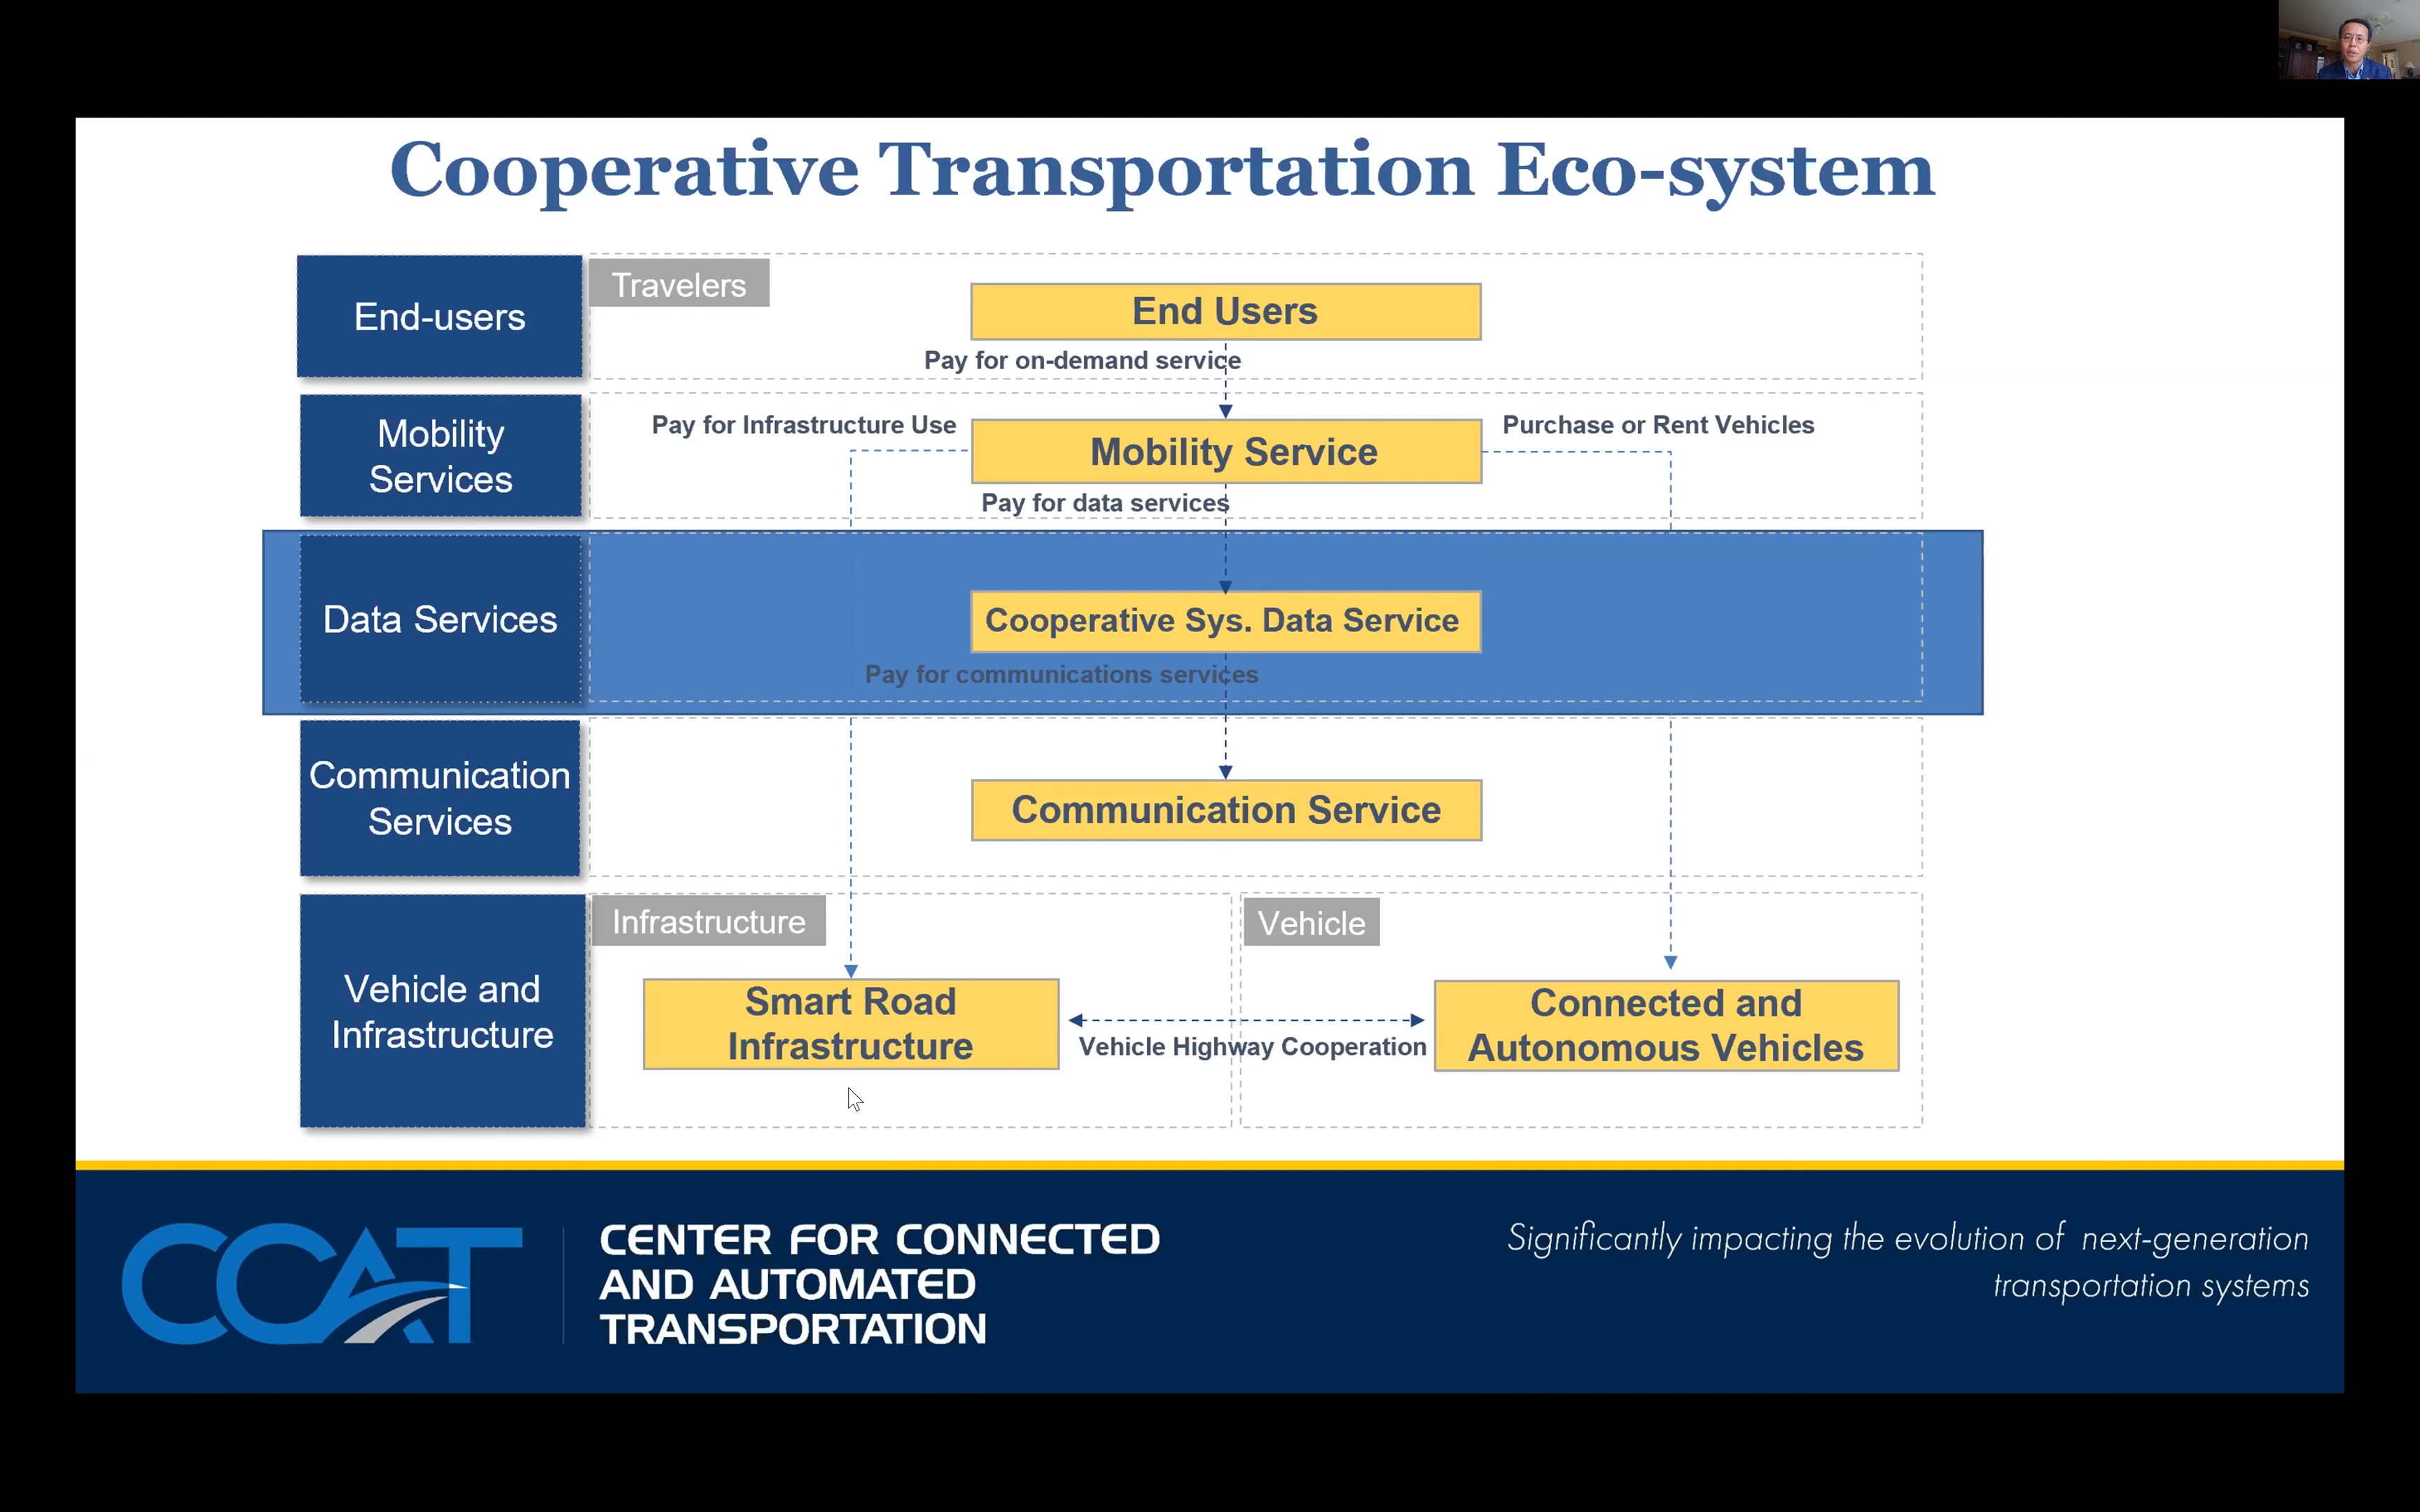 Cooperative Transportation Eco-system
End-users
Travelers
End Users
Pay for on-demand service
Mobility
Services
Pay for Infrastructure Use
Mobility Service
Purchase or Rent Vehicles
Pay for data services
Data Services
Cooperative Sys. Data Service
Pay for communications services
Communication
Services
Communication Service
Vehicle and
Infrastructure
Infrastructure
Smart Road
Infrastructure
Vehicle Highway Cooperation
Vehicle
Connected and
Autonomous Vehicles
CCAT
CENTER FOR CONNECTED
AND AUTOMATED
TRANSPORTATION
Significantly impacting the evolution of next-generation
transportation systems